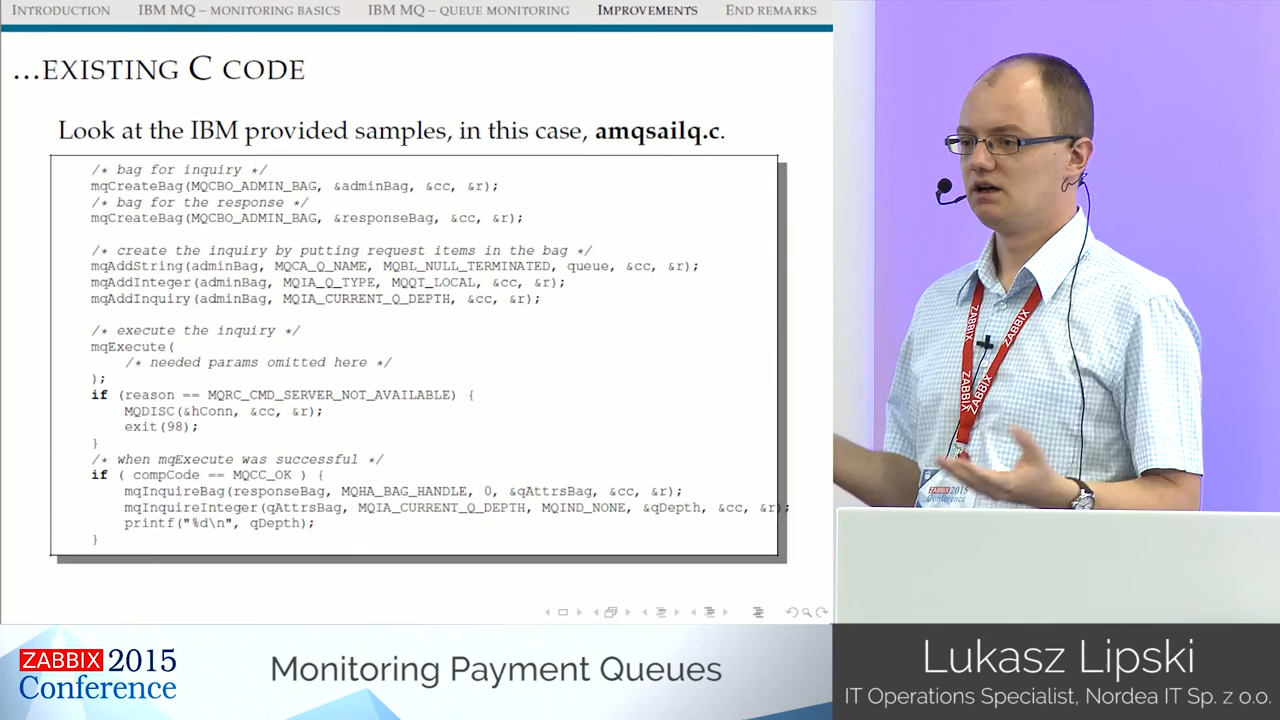 INTRODUCTION IBM MQ – MONITORING BASICS IBM MQ – QUEUE MONITORING IMPROVEMENTS END REMARKS
...EXISTING C CODE
Look at the IBM provided samples, in this case, amqsailq.c.
/* bag for inquiry */
mqCreateBag(MQCBO_ADMIN_BAG, &adminBag, &cc, &r);
/* bag for the response */
mqCreateBag(MQCBO_ADMIN_BAG, &responseBag, &cc, &r);
/* create the inquiry by putting request items in the bag */
mqAddString(adminBag, MQCA_Q_NAME, MQBL_NULL_TERMINATED, queue, &cc, &r);
mqAddInteger(adminBag, MQIA_Q_TYPE, MQQT_LOCAL, &cc, &r);
mqAddInquiry(adminBag, MQIA_CURRENT_Q_DEPTH, &cc, &r);
/* execute the inquiry */
mqExecute(
/* needed params omitted here */
);
if (reason == MQRC_CMD_SERVER_NOT_AVAILABLE) {
MQDISC(&hConn, &cc, &r);
exit(98);
}
/* when mqExecute was successful */
if ( compCode == MQCC_OK ) {
mqInquireBag(responseBag, MQHA_BAG_HANDLE, 0, &qAttrsBag, &cc, &r);
mqInquireInteger(qAttrsBag, MQIA_CURRENT_Q_DEPTH, MQIND_NONE, &qDepth, &cc, &r);
printf("%d\n", qDepth);
}
ZABBIX
ZABBIX
ZABBIX
ZABBIX 2015
Conference
ZABBIX 2015
Conference
Monitoring Payment Queues
Lukasz Lipski
IT Operations Specialist, Nordea IT Sp. z o.o.